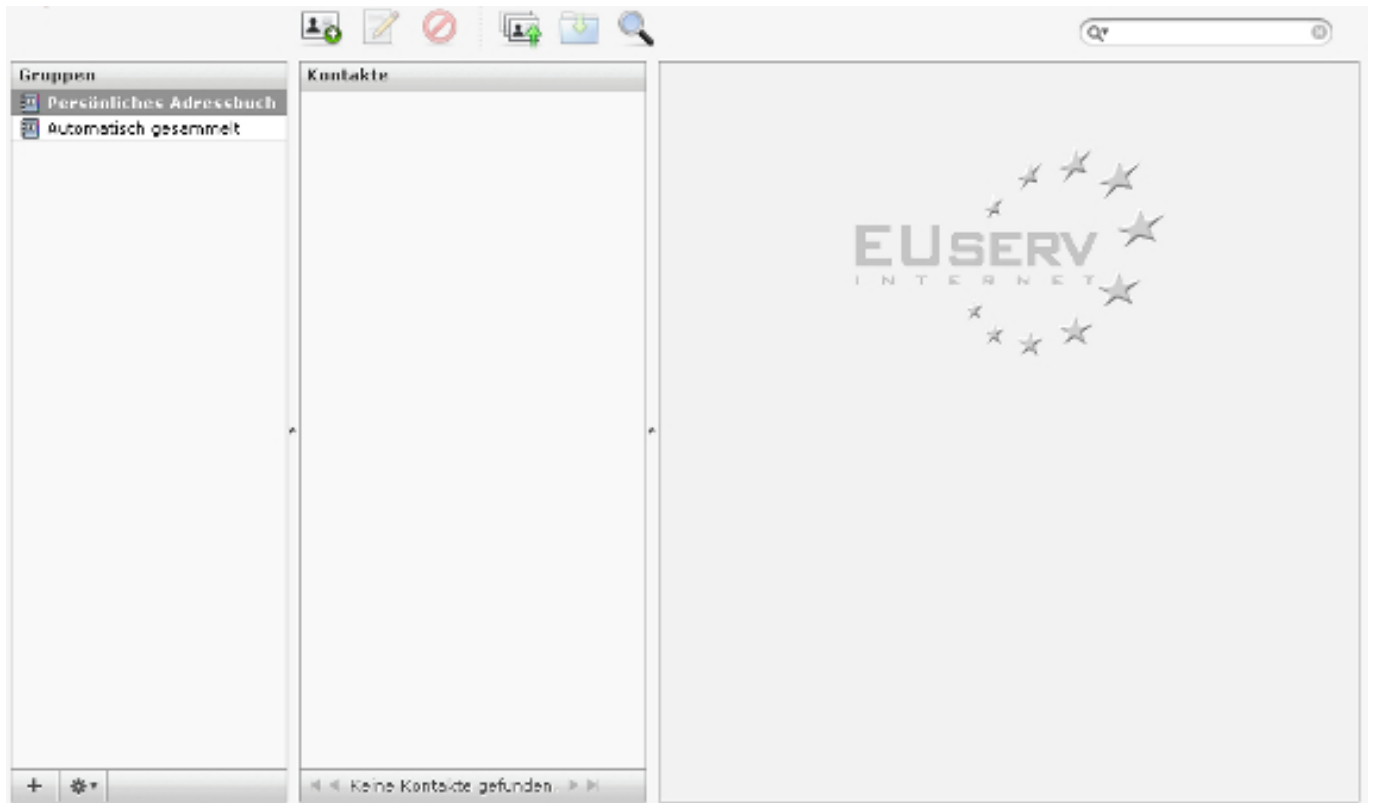 Gruppen
Kontakte
Persönliches Adressbuch
Automatisch gesammelt
EUSERV
INTERNET
Keine Kontakte gefunden.